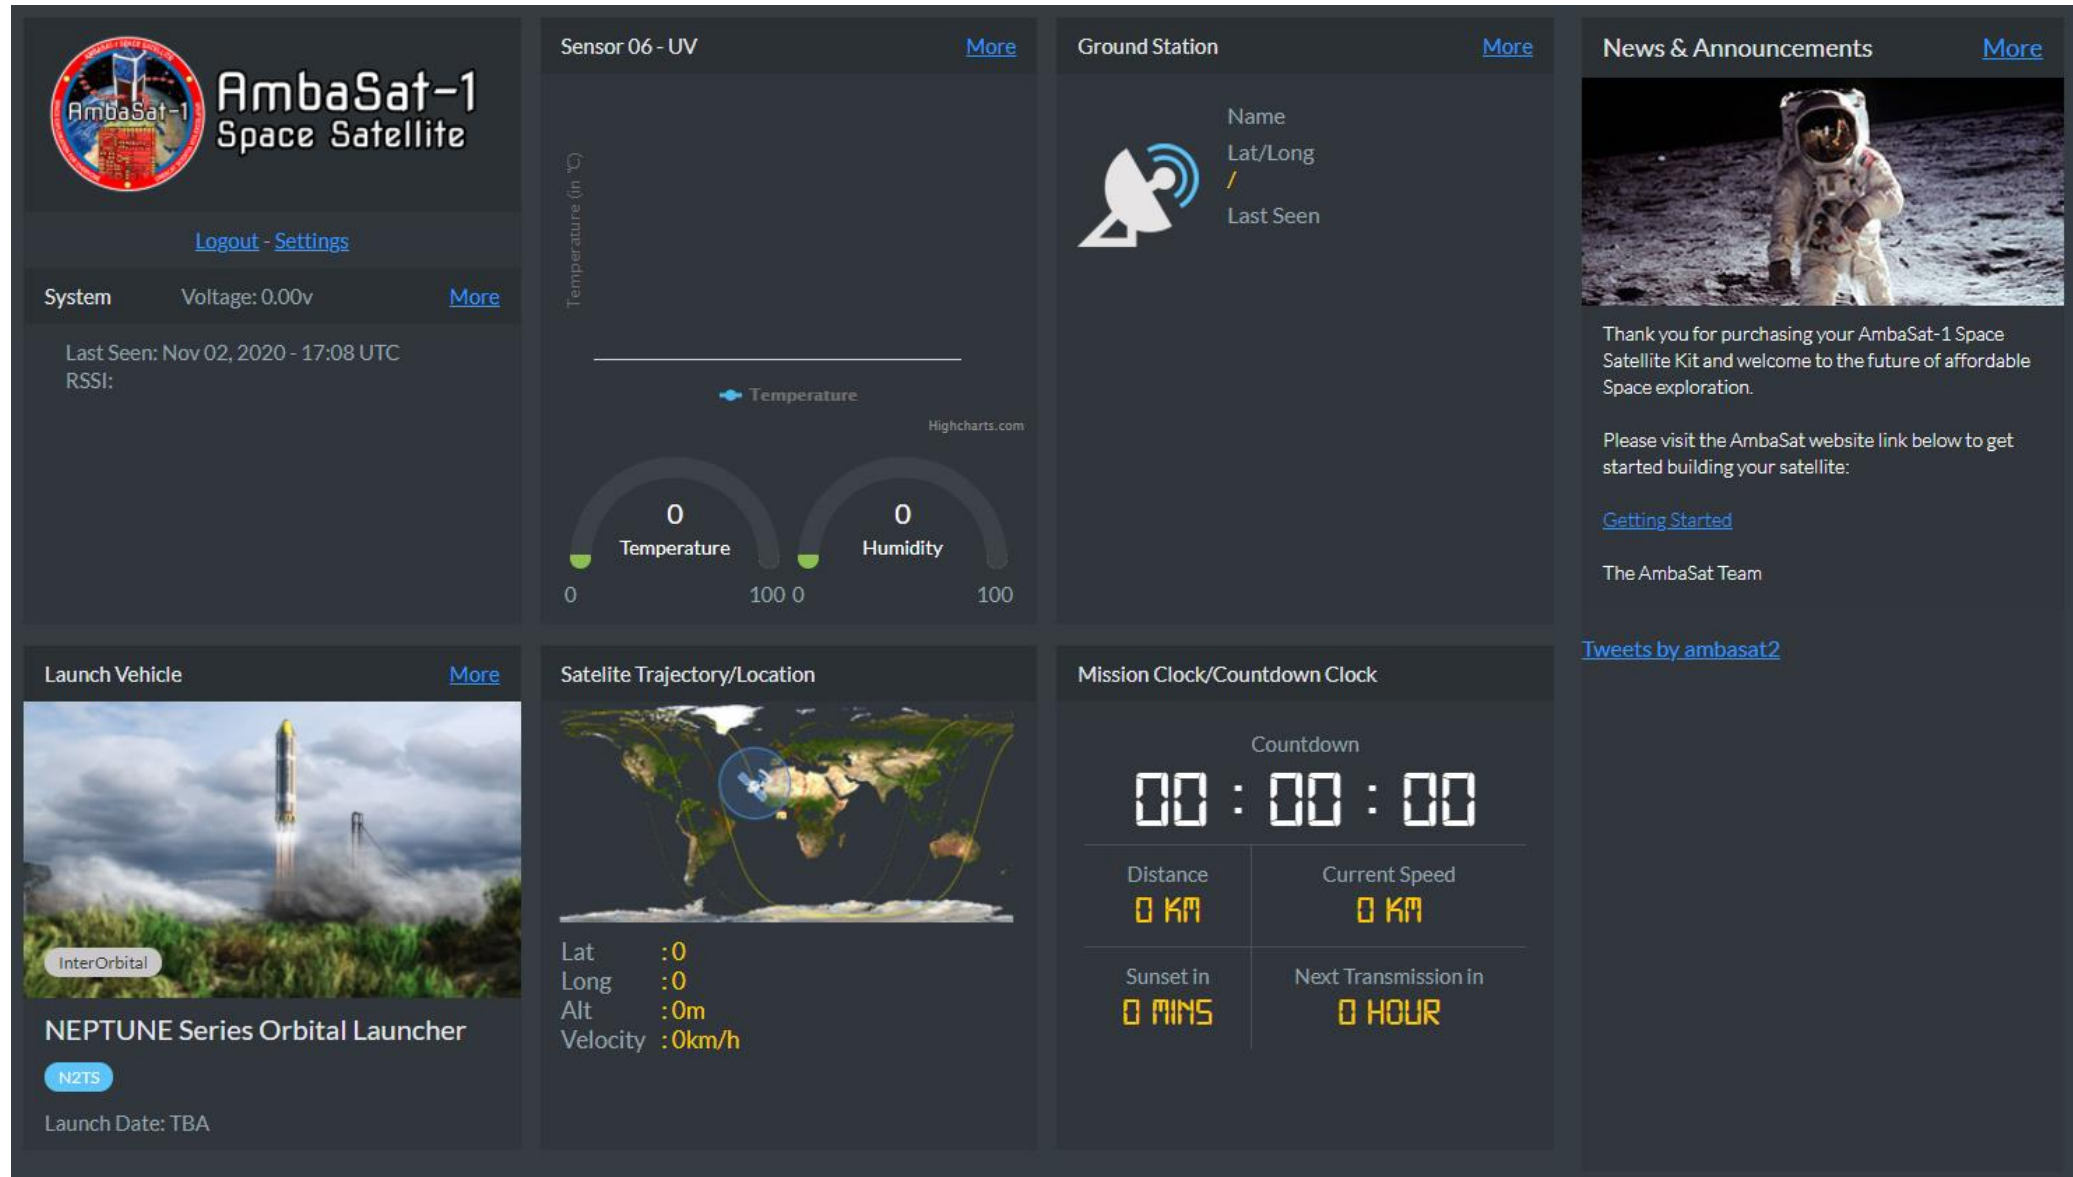 AmbaSat-1
AmbaSat-1
Space Satellite
Logout - Settings
System Voltage: 0.00v More
Last Seen: Nov 02, 2020 - 17:08 UTC
RSSI:
Sensor 06 - UV More
Temperature (in °C)
Temperature
Highcharts.com
0
Temperature
0 100
0
Humidity
0 100
Ground Station More
Name
Lat/Long
/
Last Seen
News & Announcements More
Thank you for purchasing your AmbaSat-1 Space
Satellite Kit and welcome to the future of affordable
Space exploration.
Please visit the AmbaSat website link below to get
started building your satellite:
Getting Started
The AmbaSat Team
Tweets by ambasat2
Launch Vehicle More
InterOrbital
NEPTUNE Series Orbital Launcher
N2TS
Launch Date: TBA
Satelite Trajectory/Location
Lat : 0
Long : 0
Alt : 0m
Velocity : 0km/h
Mission Clock/Countdown Clock
Countdown
00 : 00 : 00
Distance
0 KM
Current Speed
0 KM
Sunset in
0 MINS
Next Transmission in
0 HOUR